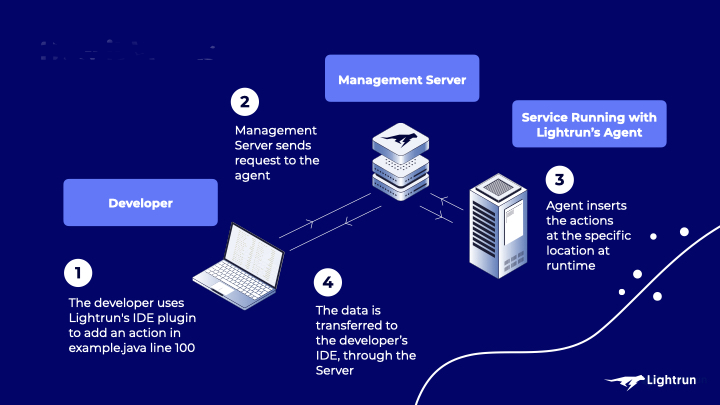 Management Server
2
Management
Server sends
request to the
agent
Service Running with
Lightrun's Agent
3
Agent inserts
the actions
at the specific
location at
runtime
Developer
1
The developer uses
Lightrun's IDE plugin
to add an action in
example.java line 100
4
The data is
transferred to
the developer's
IDE, through the
Server
Lightrun